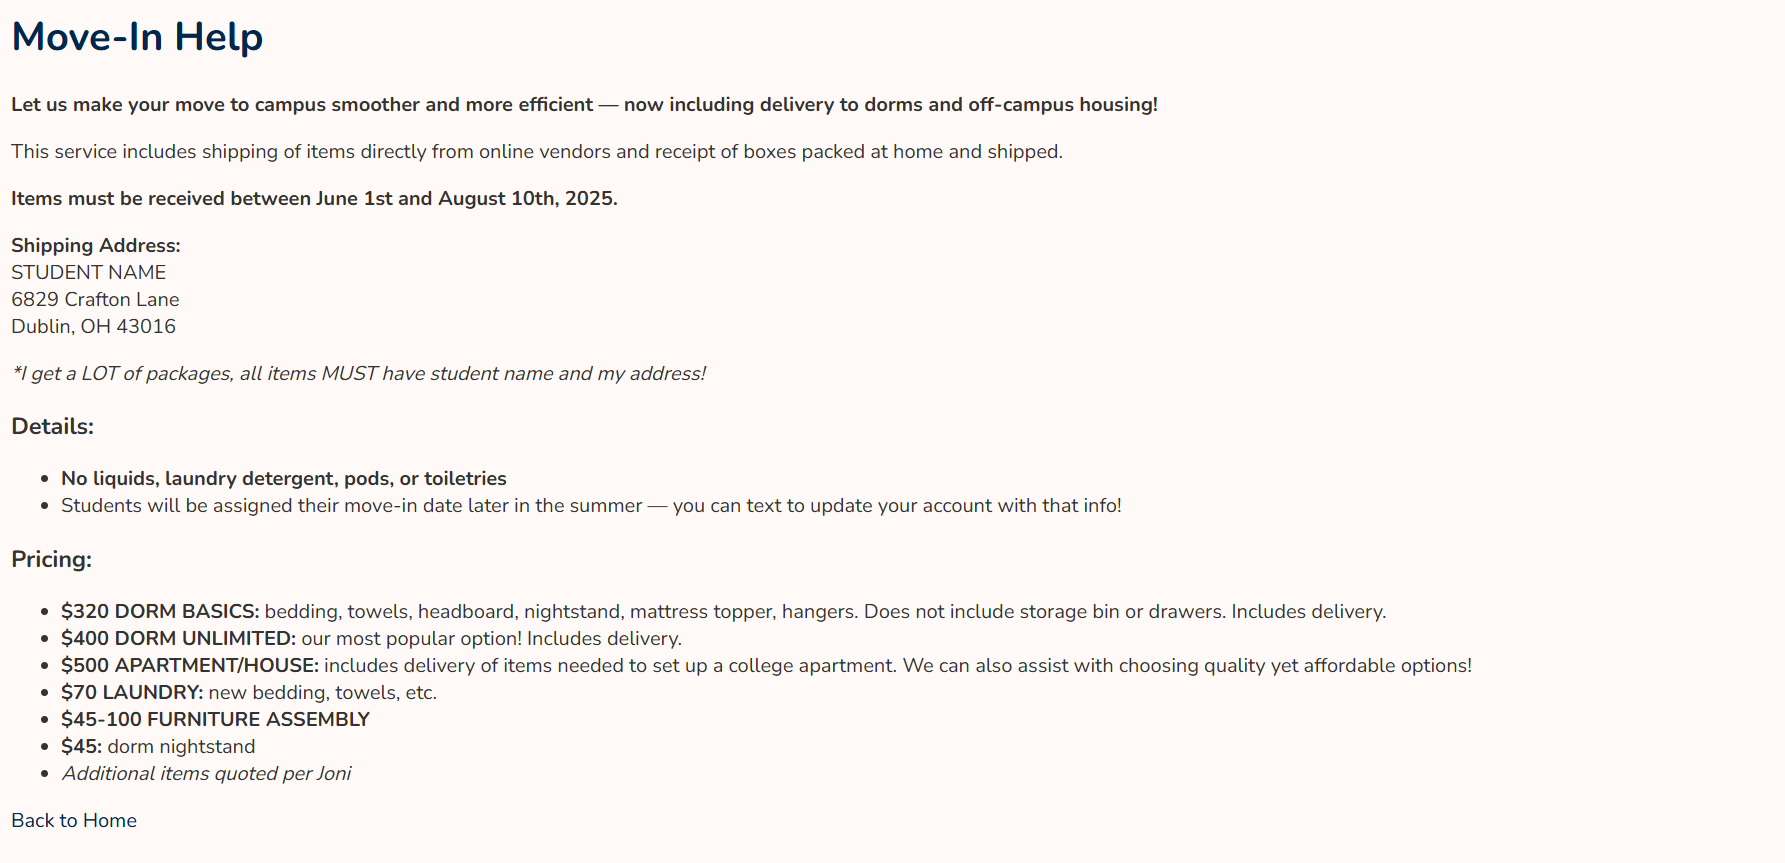 Move-In Help
Let us make your move to campus smoother and more efficient — now including delivery to dorms and off-campus housing!
This service includes shipping of items directly from online vendors and receipt of boxes packed at home and shipped.
Items must be received between June 1st and August 10th, 2025.
Shipping Address:
STUDENT NAME
6829 Crafton Lane
Dublin, OH 43016
*I get a LOT of packages, all items MUST have student name and my address!
Details:
• No liquids, laundry detergent, pods, or toiletries
• Students will be assigned their move-in date later in the summer — you can text to update your account with that info!
Pricing:
• $320 DORM BASICS: bedding, towels, headboard, nightstand, mattress topper, hangers. Does not include storage bin or drawers. Includes delivery.
• $400 DORM UNLIMITED: our most popular option! Includes delivery.
• $500 APARTMENT/HOUSE: includes delivery of items needed to set up a college apartment. We can also assist with choosing quality yet affordable options!
• $70 LAUNDRY: new bedding, towels, etc.
• $45-100 FURNITURE ASSEMBLY
• $45: dorm nightstand
• Additional items quoted per Joni
Back to Home